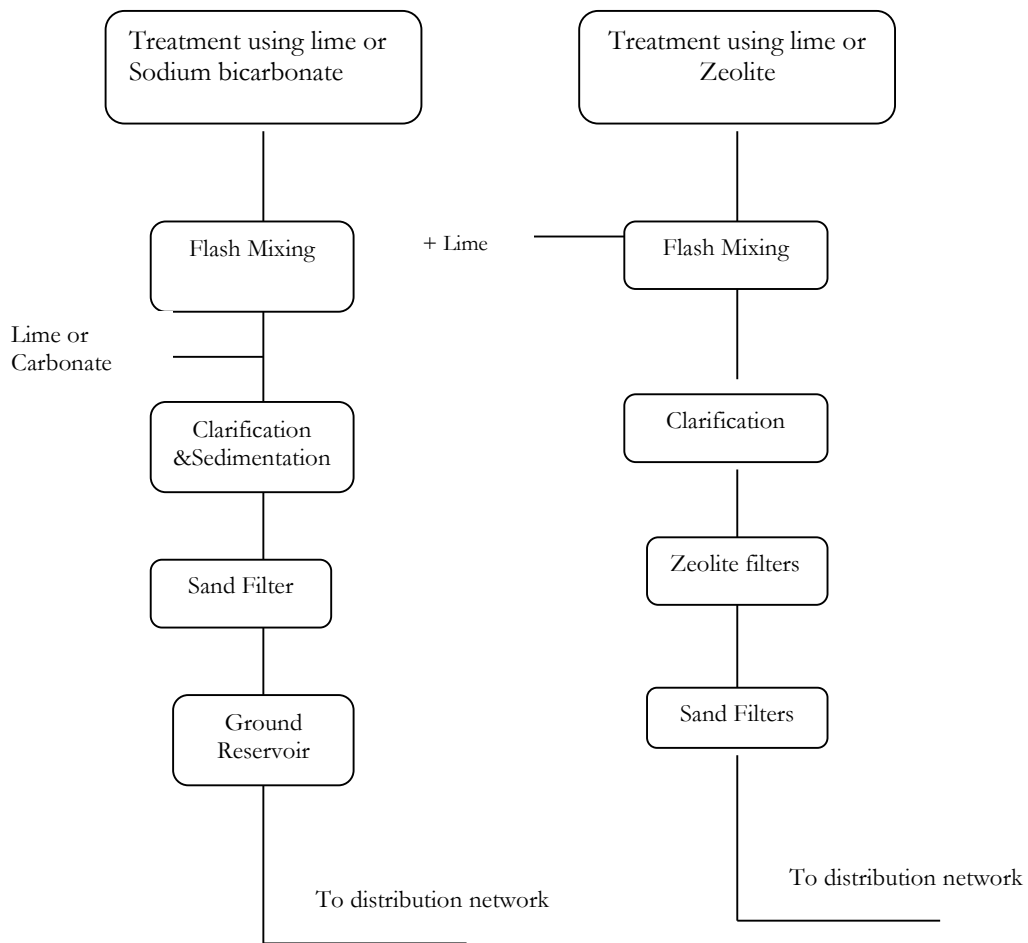 Treatment using lime or
Sodium bicarbonate
Flash Mixing
Lime or
Carbonate
Clarification
&Sedimentation
Sand Filter
Ground
Reservoir
To distribution network
Treatment using lime or
Zeolite
+ Lime
Flash Mixing
Clarification
Zeolite filters
Sand Filters
To distribution network